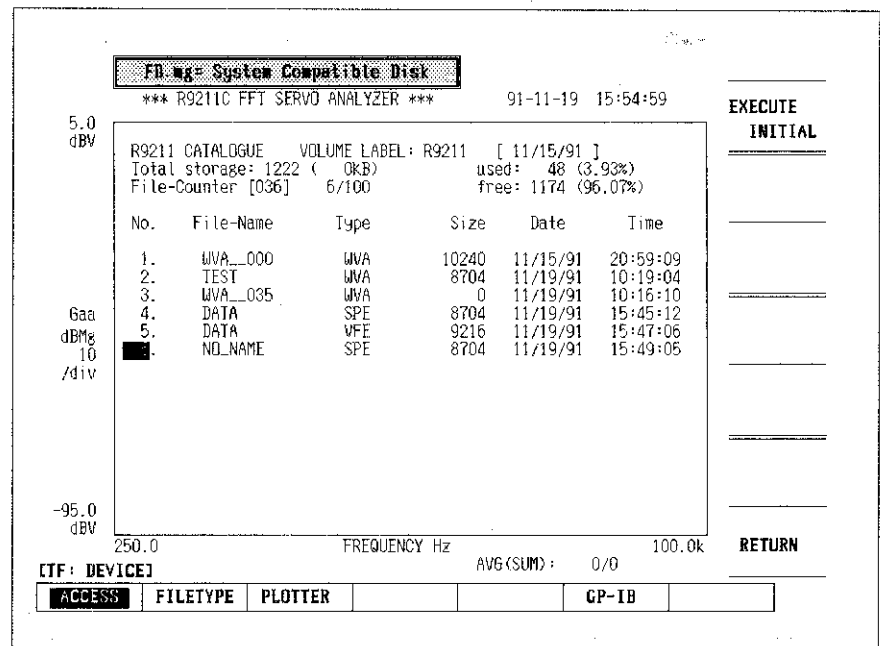 FD.mg= System Compatible Disk
*** R9211C FFT SERVO ANALYZER *** 91-11-19 15:54:59
EXECUTE
INITIAL
5.0
dBV
R9211 CATALOGUE VOLUME LABEL: R9211 [ 11/15/91 ]
Total storage: 1222 ( 0kB) used: 48 (3.93%)
File-Counter [036] 6/100 free: 1174 (96.07%)
No. File-Name Type Size Date Time
1. WVA__000 WVA 10240 11/15/91 20:59:09
2. TEST WVA 8704 11/19/91 10:19:04
3. WVA__035 WVA 0 11/19/91 10:16:10
4. DATA SPE 8704 11/19/91 15:45:12
5. DATA VFE 9216 11/19/91 15:47:06
. NO_NAME SPE 8704 11/19/91 15:49:05
Gaa
dBMg
10
/div
-95.0
dBV
250.0 FREQUENCY Hz 100.0k
RETURN
AVG(SUM): 0/0
[TF: DEVICE]
ACCESS FILETYPE PLOTTER GP-IB